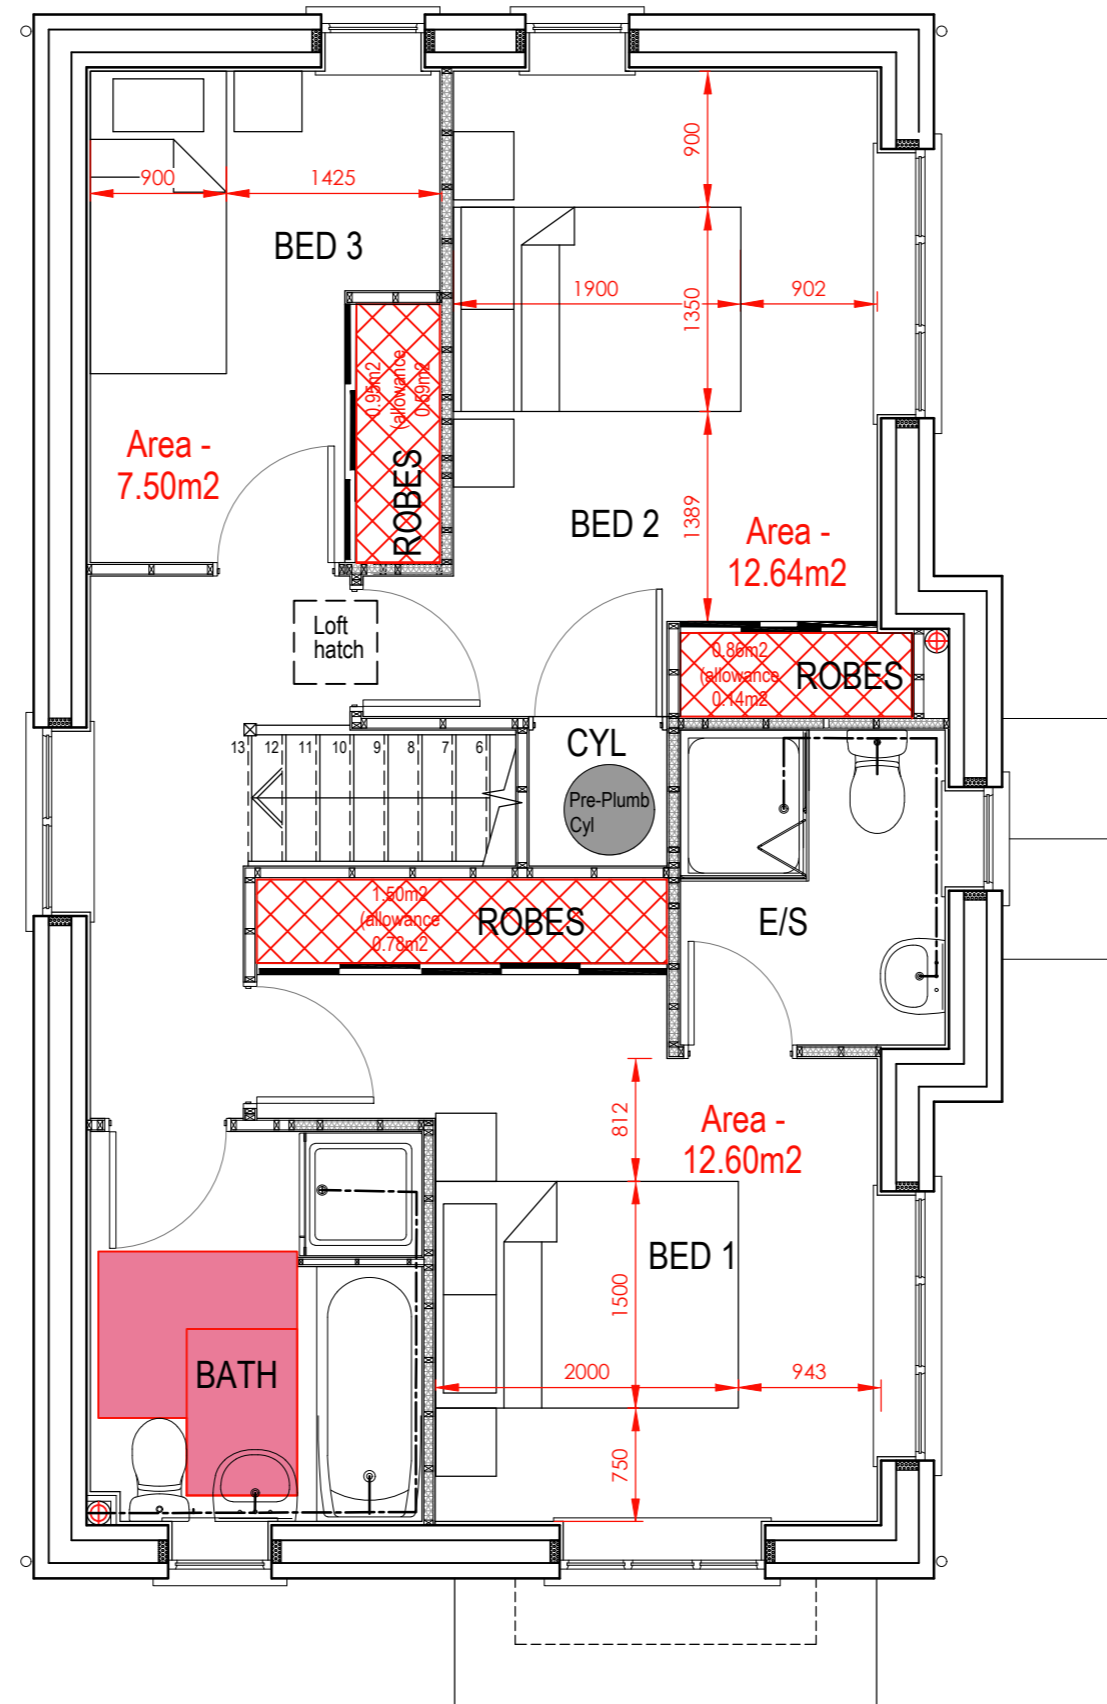 900
1425
BED 3
900
1900
1350
902
0.95m2
(allowance
0.59m2
ROBES
Area -
7.50m2
1389
BED 2
Area -
12.64m2
Loft
hatch
0.86m2
(allowance
0.14m2
ROBES
13 12 11 10 9 8 7 6
CYL
Pre-Plumb
Cyl
1.50m2
(allowance
0.78m2
ROBES
E/S
812
Area -
12.60m2
BED 1
1500
2000
943
BATH
750